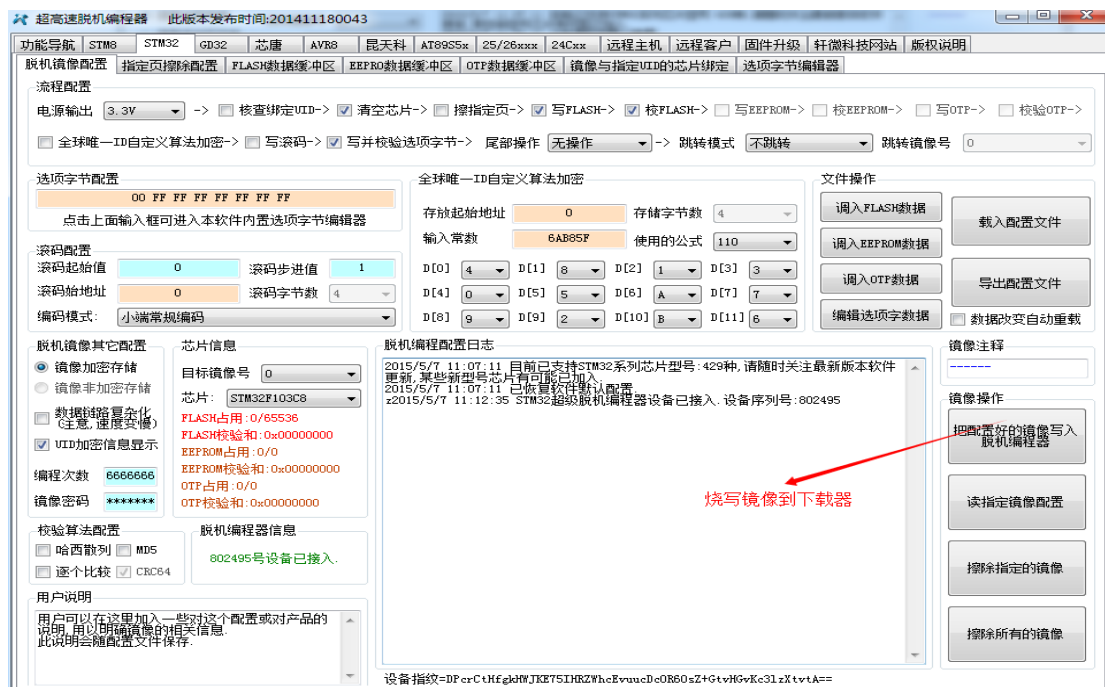 超高速脱机编程器 此版本发布时间:201411180043
功能导航 STM8 STM32 GD32 芯唐 AVR8 昆天科 AT89S5x 25/26xxx 24Cxx 远程主机 远程客户 固件升级 轩微科技网站 版权说明
脱机镜像配置 指定页擦除配置 FLASH数据缓冲区 EEPRO数据缓冲区 OTP数据缓冲区 镜像与指定UID的芯片绑定 选项字节编辑器
流程配置
电源输出 3.3V -> 核查绑定UID-> 清空芯片-> 擦指定页-> 写FLASH-> 校FLASH-> 写EEPROM-> 校EEPROM-> 写OTP-> 校验OTP->
全球唯一ID自定义算法加密-> 写滚码-> 写并校验选项字节-> 尾部操作 无操作 -> 跳转模式 不跳转 跳转镜像号 0
选项字节配置
00 FF FF FF FF FF FF FF
点击上面输入框可进入本软件内置选项字节编辑器
滚码配置
滚码起始值 0 滚码步进值 1
滚码始地址 0 滚码字节数 4
编码模式: 小端常规编码
全球唯一ID自定义算法加密
存放起始地址 0 存储字节数 4
输入常数 6AB85F 使用的公式 110
D[0] 4 D[1] 8 D[2] 1 D[3] 3
D[4] 0 D[5] 5 D[6] A D[7] 7
D[8] 9 D[9] 2 D[10] B D[11] 6
文件操作
调入FLASH数据
调入EEPROM数据
调入OTP数据
编辑选项字数据
载入配置文件
导出配置文件
数据改变自动重载
脱机镜像其它配置
镜像加密存储
镜像非加密存储
数据链路复杂化
(注意,速度变慢)
UID加密信息显示
编程次数 6666666
镜像密码 *******
芯片信息
目标镜像号 0
芯片: STM32F103C8
FLASH占用:0/65536
FLASH校验和:0x00000000
EEPROM占用:0/0
EEPROM校验和:0x00000000
OTP占用:0/0
OTP校验和:0x00000000
校验算法配置
哈西散列 MD5
逐个比较 CRC64
脱机编程器信息
802495号设备已接入.
用户说明
用户可以在这里加入一些对这个配置或对产品的
说明,用以明确镜像的相关信息.
此说明会随配置文件保存.
脱机编程配置日志
2015/5/7 11:07:11 目前已支持STM32系列芯片型号:429种,请随时关注最新版本软件
更新,某些新型号芯片有可能已加入.
2015/5/7 11:07:11 已恢复软件默认配置.
z2015/5/7 11:12:35 STM32超级脱机编程器设备已接入.设备序列号:802495
烧写镜像到下载器
镜像注释
------
镜像操作
把配置好的镜像写入
脱机编程器
读指定镜像配置
擦除指定的镜像
擦除所有的镜像